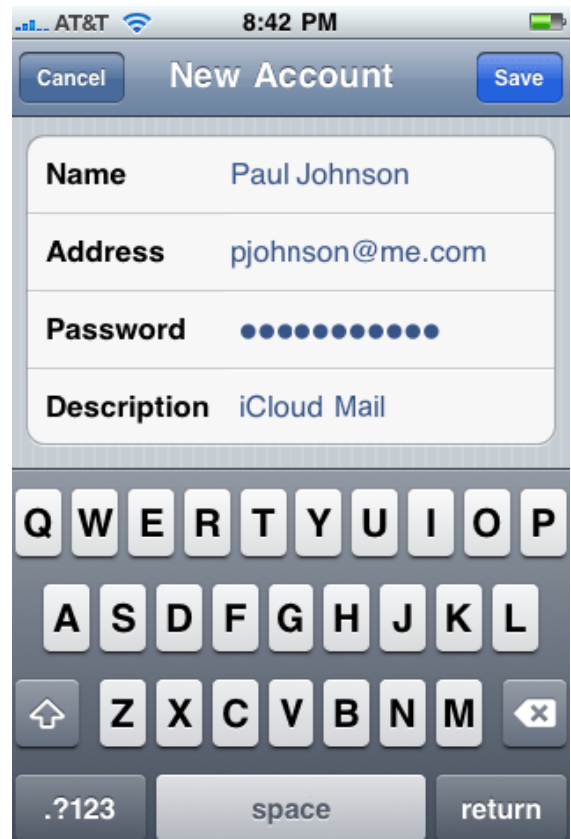 AT&T 8:42 PM
Cancel New Account Save
Name Paul Johnson
Address pjohnson@me.com
Password ●●●●●●●●●●●
Description iCloud Mail
Q W E R T Y U I O P
A S D F G H J K L
Z X C V B N M
.?123 space return